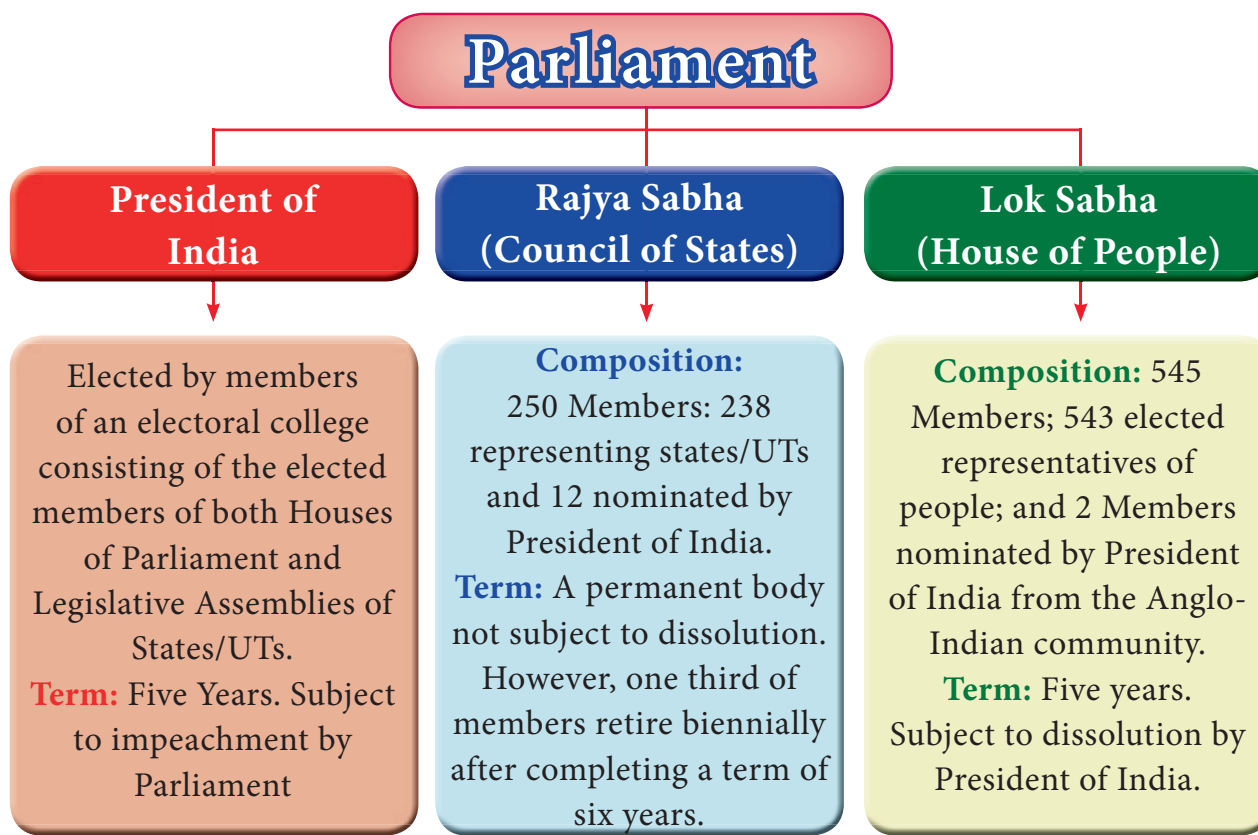 Parliament
President of
India
Elected by members
of an electoral college
consisting of the elected
members of both Houses
of Parliament and
Legislative Assemblies of
States/UTs.
Term: Five Years. Subject
to impeachment by
Parliament
Rajya Sabha
(Council of States)
Composition:
250 Members: 238
representing states/UTs
and 12 nominated by
President of India.
Term: A permanent body
not subject to dissolution.
However, one third of
members retire biennially
after completing a term of
six years.
Lok Sabha
(House of People)
Composition: 545
Members; 543 elected
representatives of
people; and 2 Members
nominated by President
of India from the Anglo-
Indian community.
Term: Five years.
Subject to dissolution by
President of India.